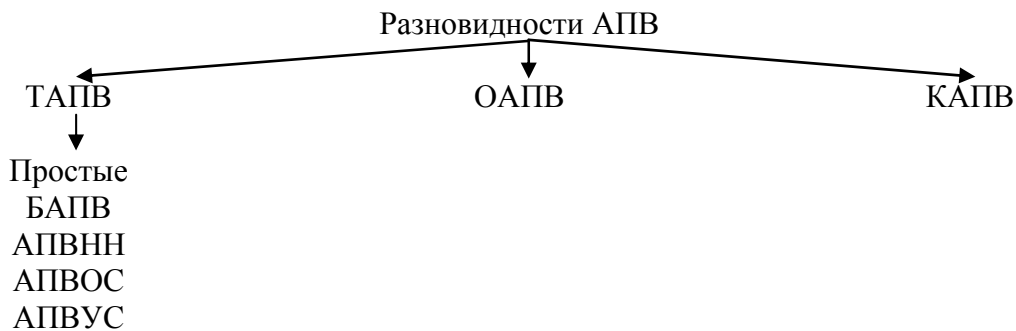 Разновидности АПВ
ТАПВ ОАПВ КАПВ
Простые
БАПВ
АПВНН
АПВОС
АПВУС